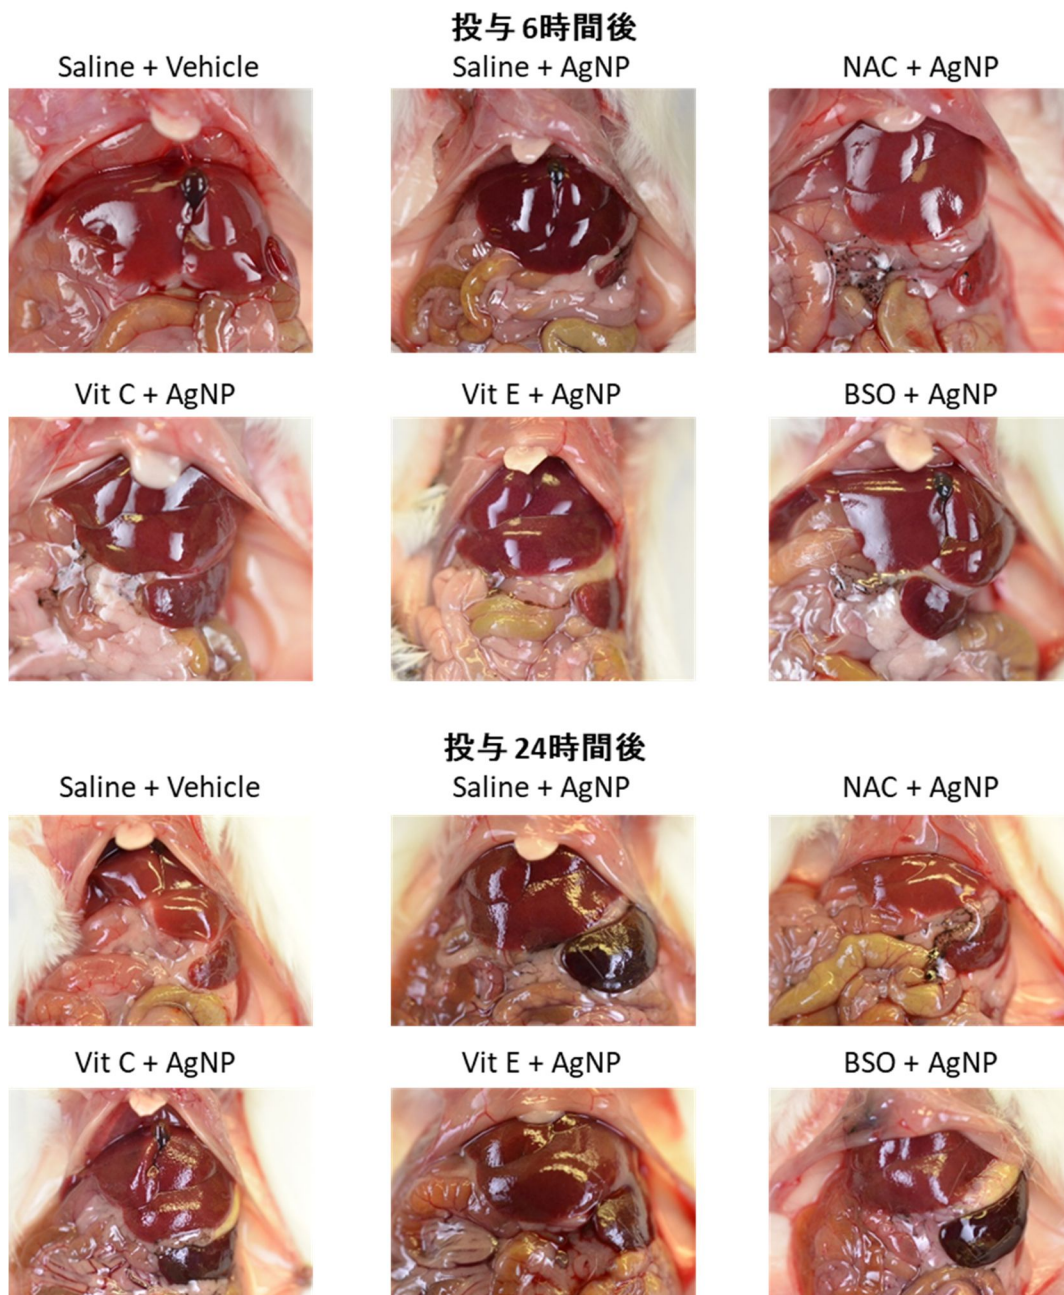 投与 6時間後
Saline + Vehicle
Saline + AgNP
NAC + AgNP
Vit C + AgNP
Vit E + AgNP
BSO + AgNP
投与 24時間後
Saline + Vehicle
Saline + AgNP
NAC + AgNP
Vit C + AgNP
Vit E + AgNP
BSO + AgNP